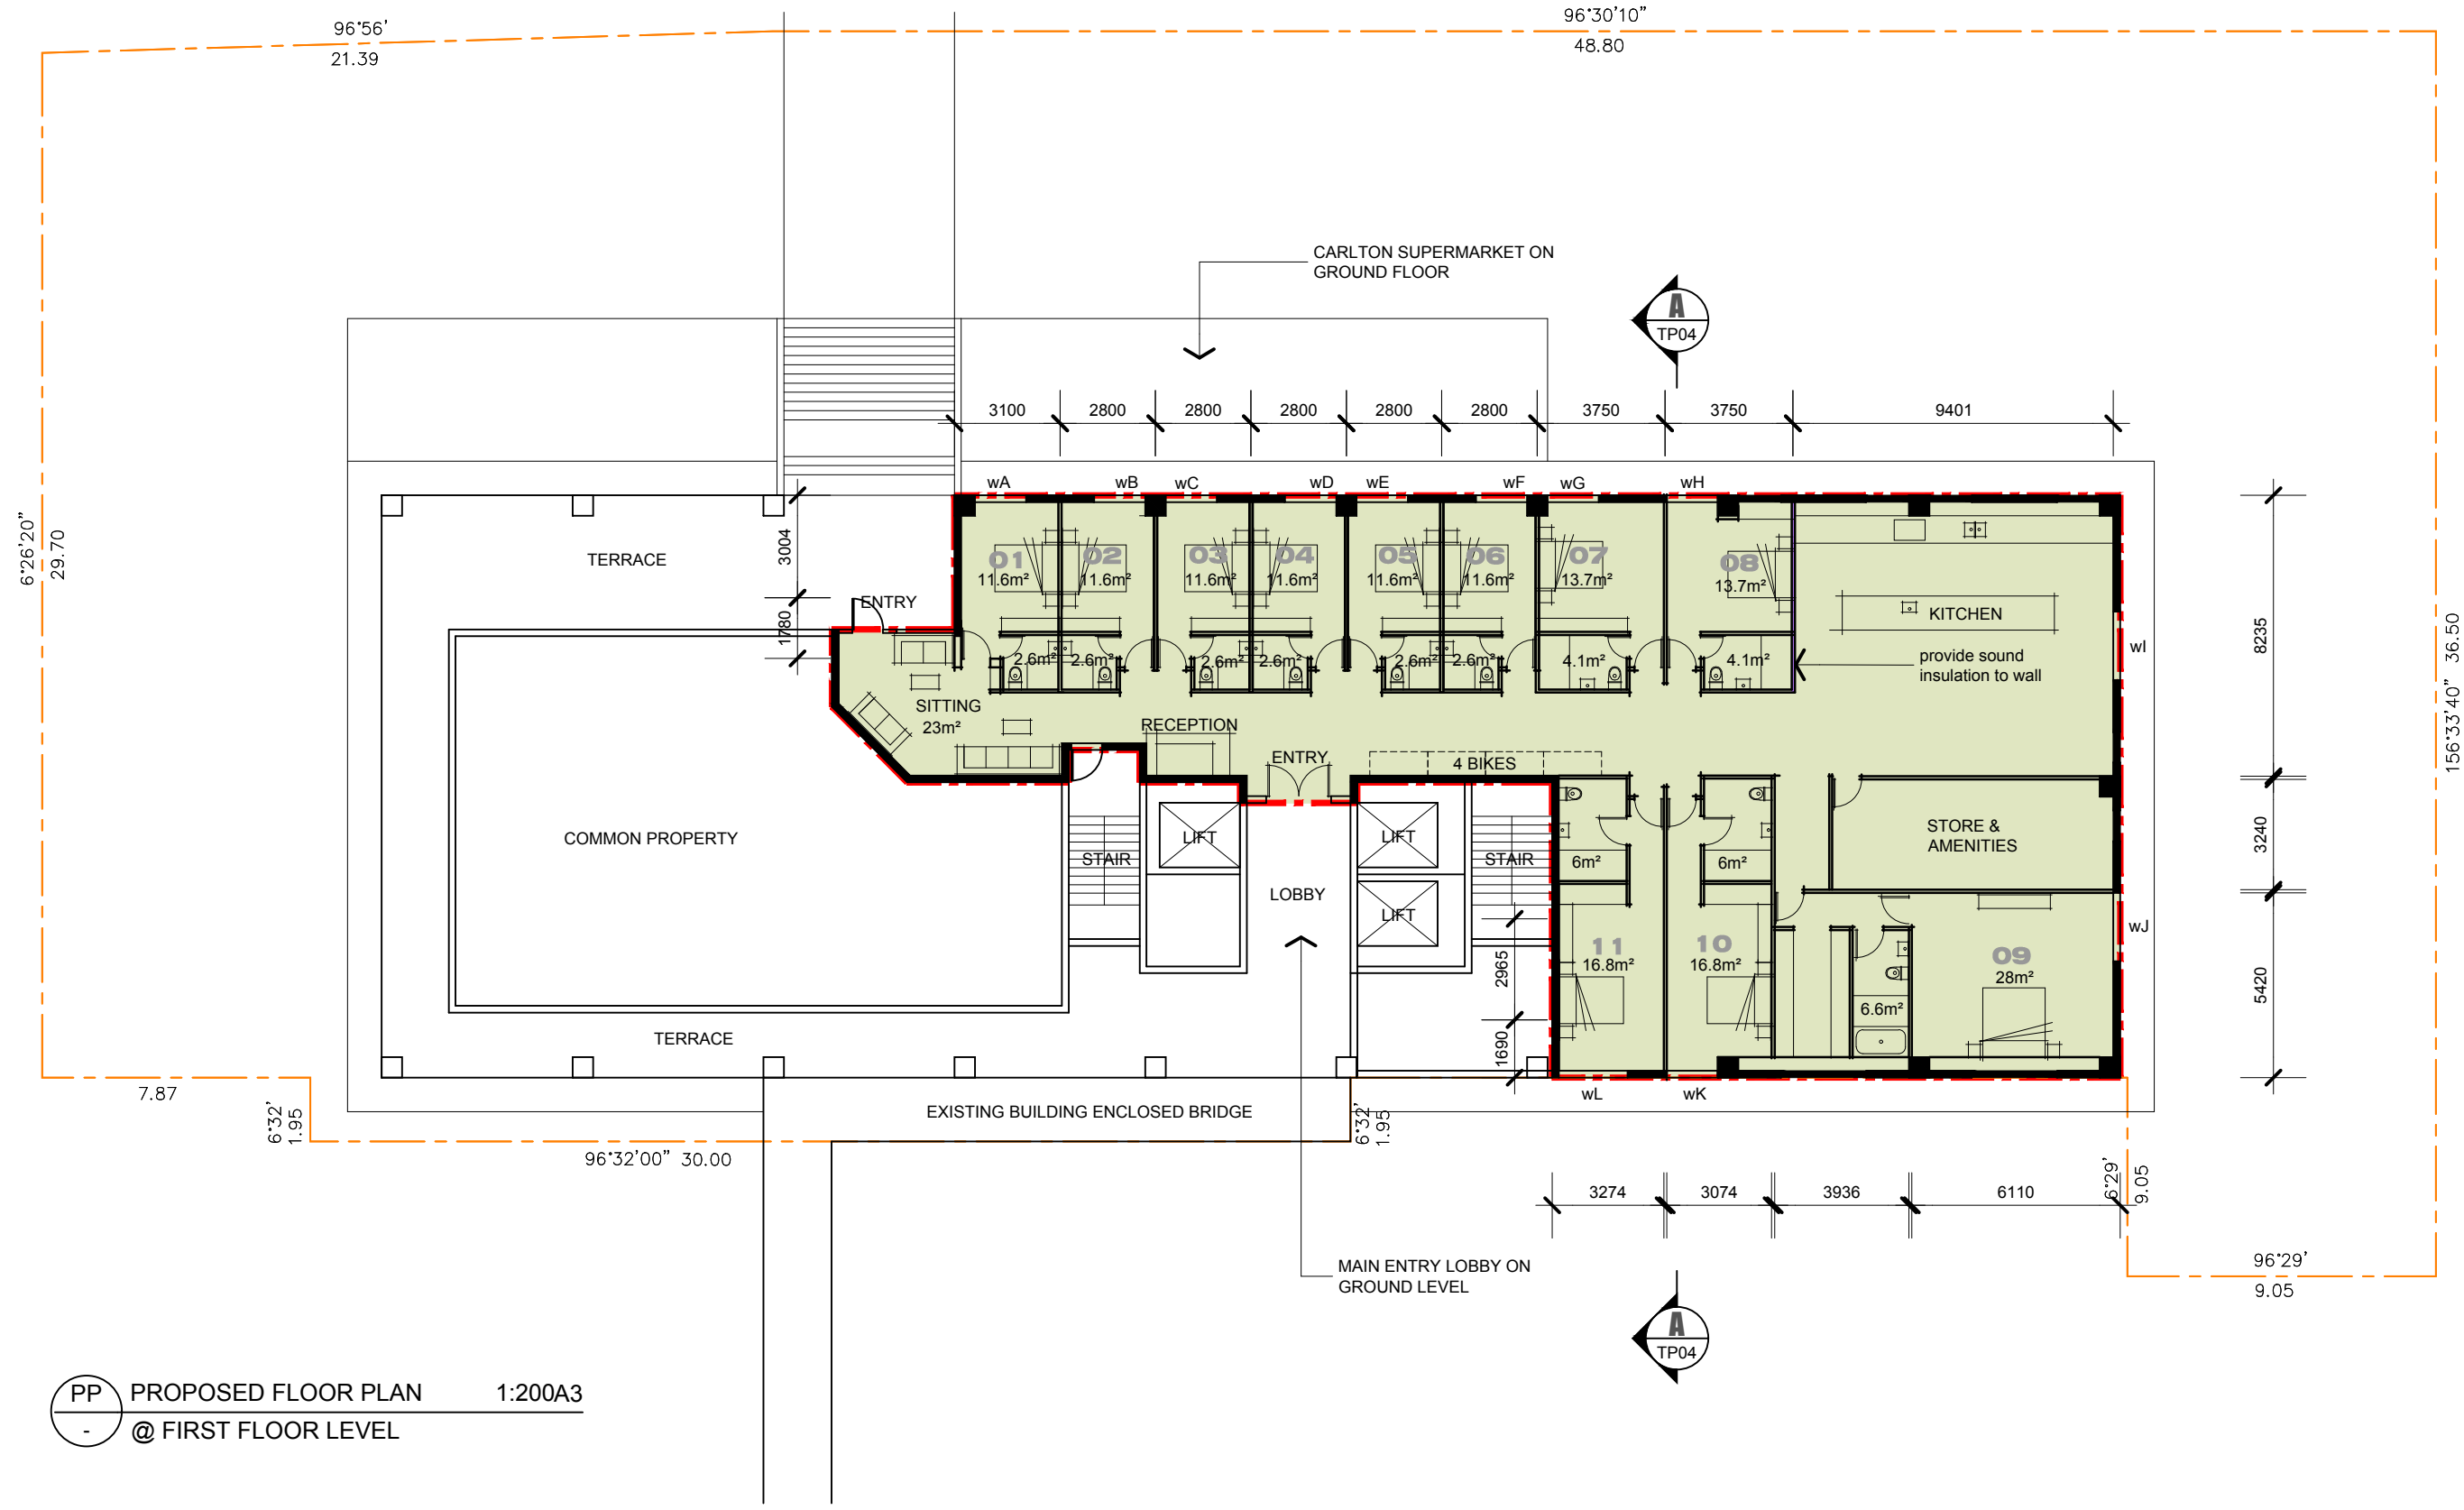 96°56'
21.39
96°30'10"
48.80
CARLTON SUPERMARKET ON
GROUND FLOOR
A
TP04
3100
2800
2800
2800
2800
2800
3750
3750
9401
wA
wB
wC
wD
wE
wF
wG
wH
6°26'20"
29.70
TERRACE
3004
1780
ENTRY
01
11.6m²
02
11.6m²
03
11.6m²
04
11.6m²
05
11.6m²
06
11.6m²
07
13.7m²
08
13.7m²
KITCHEN
provide sound
insulation to wall
wI
8235
156°33'40" 36.50
2.6m²
2.6m²
2.6m²
2.6m²
2.6m²
2.6m²
4.1m²
4.1m²
SITTING
23m²
RECEPTION
ENTRY
4 BIKES
COMMON PROPERTY
STAIR
LIFT
LIFT
LIFT
STAIR
LOBBY
6m²
6m²
STORE &
AMENITIES
3240
wJ
2965
1690
11
16.8m²
10
16.8m²
09
28m²
6.6m²
5420
TERRACE
7.87
6°32'
1.95
EXISTING BUILDING ENCLOSED BRIDGE
6°32'
1.95
wL
wK
96°32'00" 30.00
3274
3074
3936
6110
6°29'
9.05
MAIN ENTRY LOBBY ON
GROUND LEVEL
96°29'
9.05
A
TP04
PP
-
PROPOSED FLOOR PLAN 1:200A3
@ FIRST FLOOR LEVEL